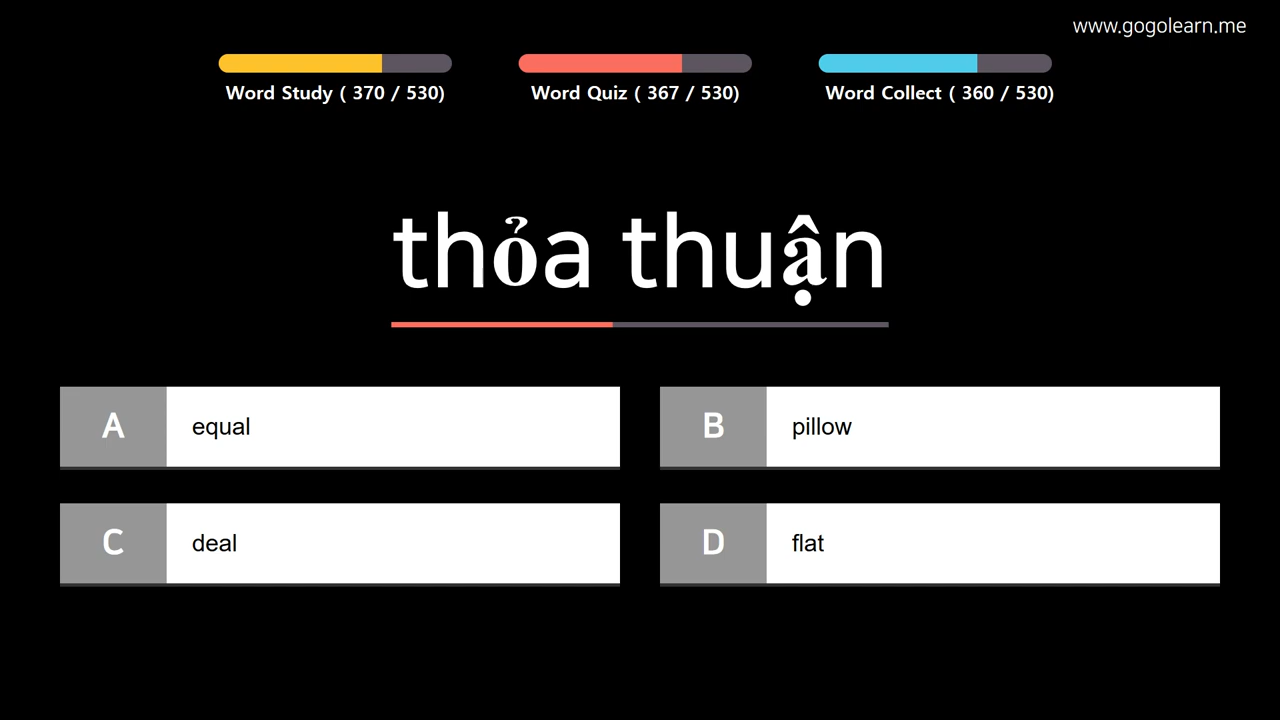 www.gogolearn.me
Word Study ( 370 / 530)
Word Quiz ( 367 / 530)
Word Collect ( 360 / 530)
thỏa thuận
A equal
B pillow
C deal
D flat